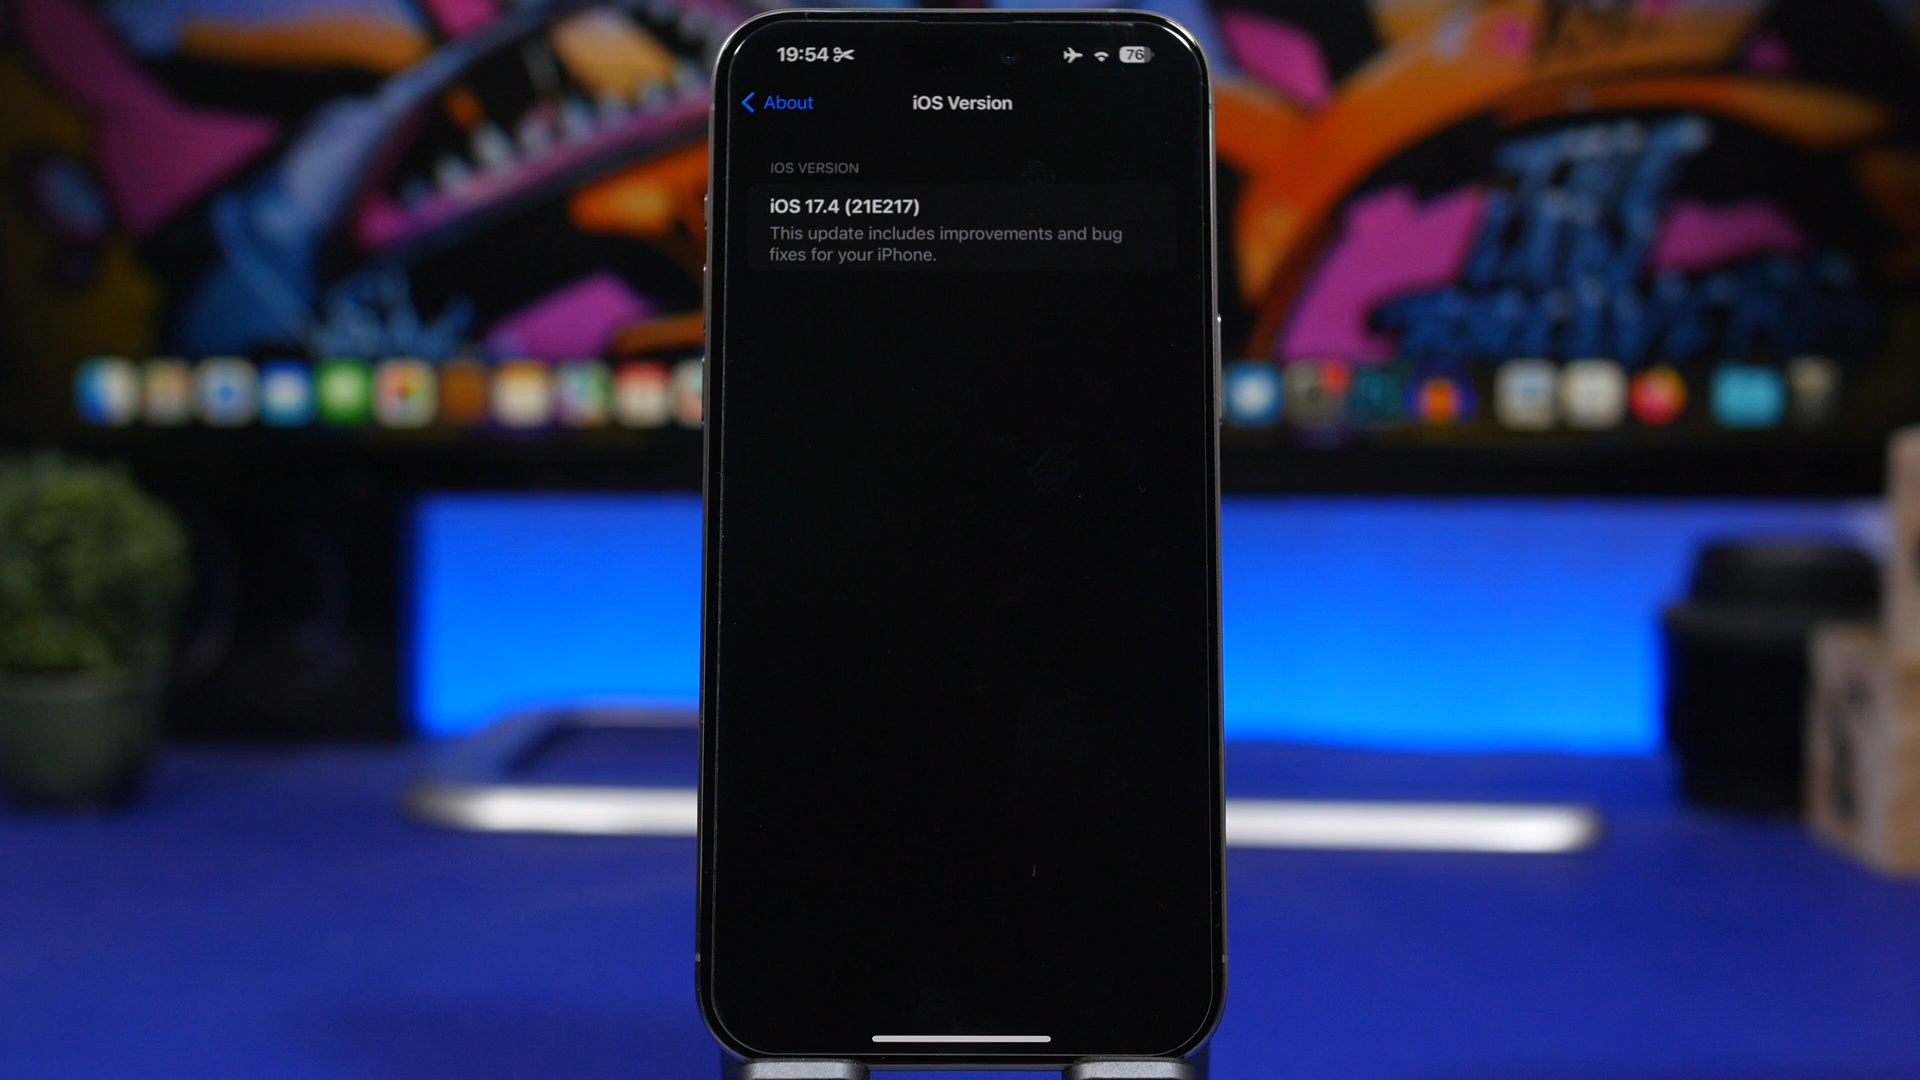 19:54
76
About
iOS Version
IOS VERSION
iOS 17.4 (21E217)
This update includes improvements and bug
fixes for your iPhone.